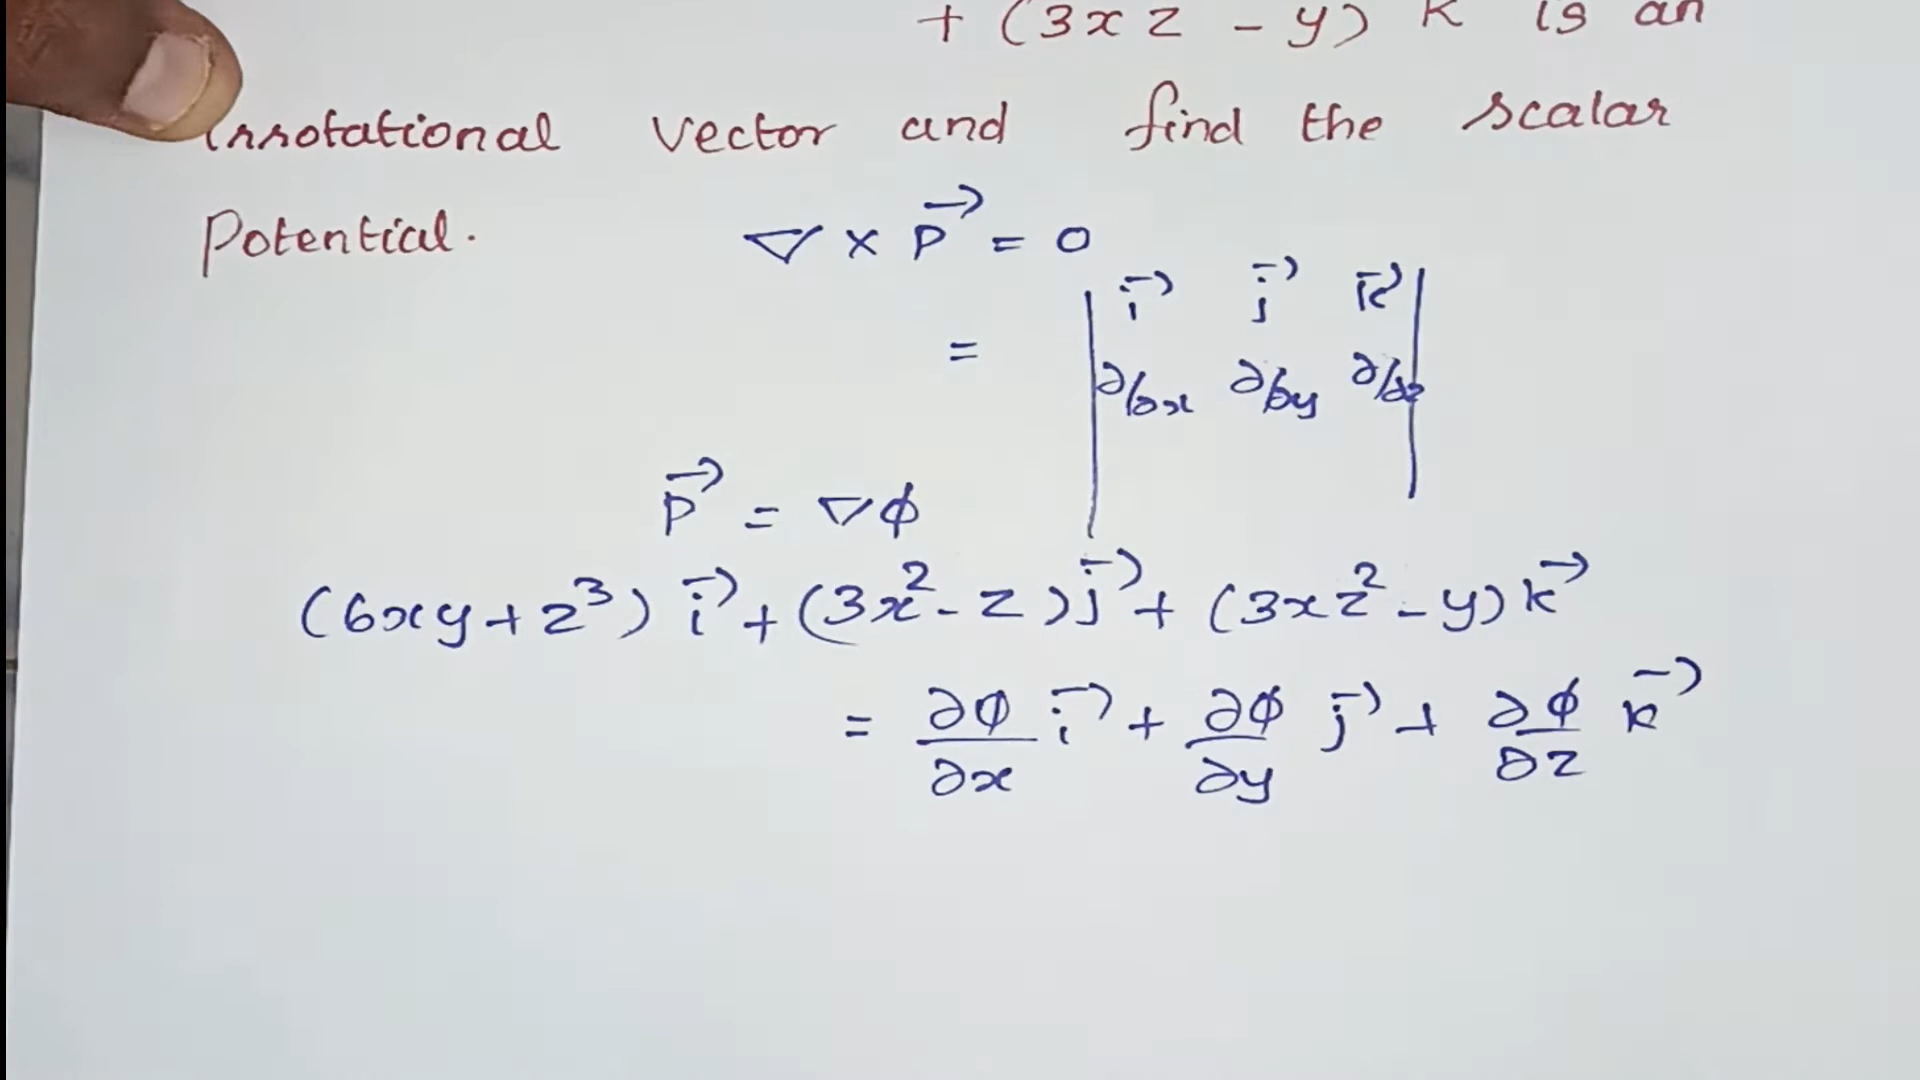 + (3xz - y) k is an
irrotational vector and find the scalar
Potential. ∇ × P⃗ = 0
= | i⃗ j⃗ k⃗ |
∂/∂x ∂/∂y ∂/∂z
P⃗ = ∇ϕ
(6xy + z³) i⃗ + (3x² - z) j⃗ + (3xz² - y) k⃗
= ∂ϕ/∂x i⃗ + ∂ϕ/∂y j⃗ + ∂ϕ/∂z k⃗